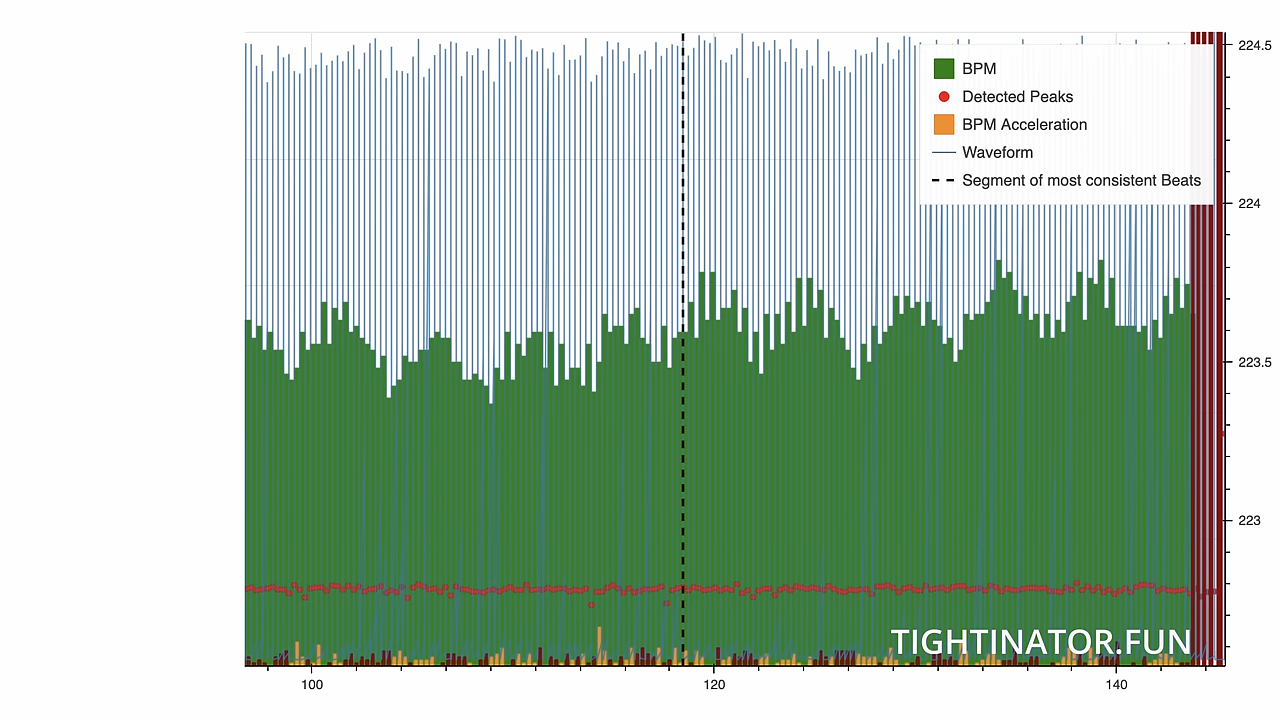 BPM
Detected Peaks
BPM Acceleration
Waveform
Segment of most consistent Beats
224.5
224
223.5
223
TIGHTINATOR.FUN
100
120
140